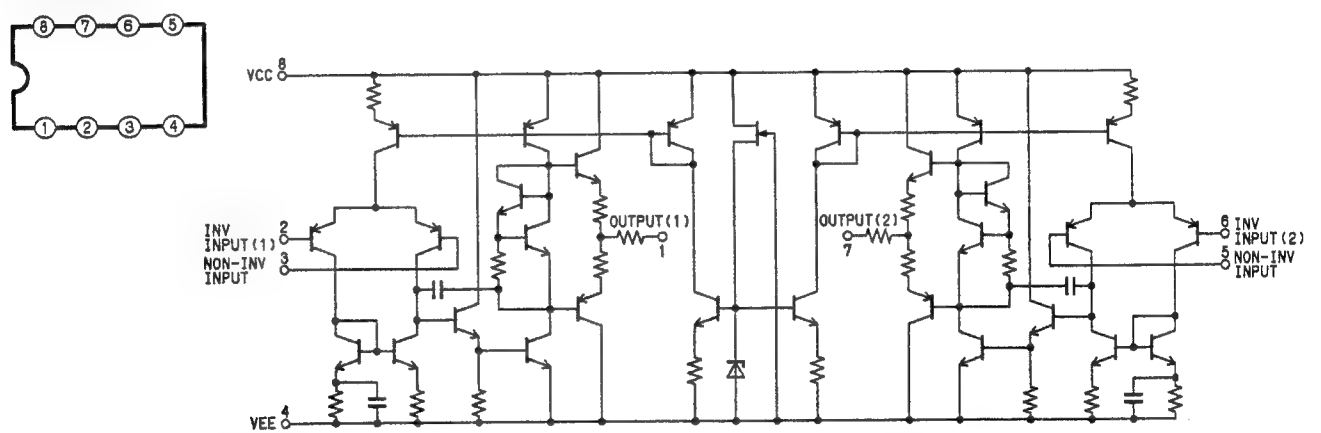 8 7 6 5
1 2 3 4
VCC 8
INV
INPUT(1)
2
NON-INV
INPUT
3
OUTPUT(1)
1
OUTPUT(2)
7
6 INV
INPUT(2)
5 NON-INV
INPUT
VEE 4